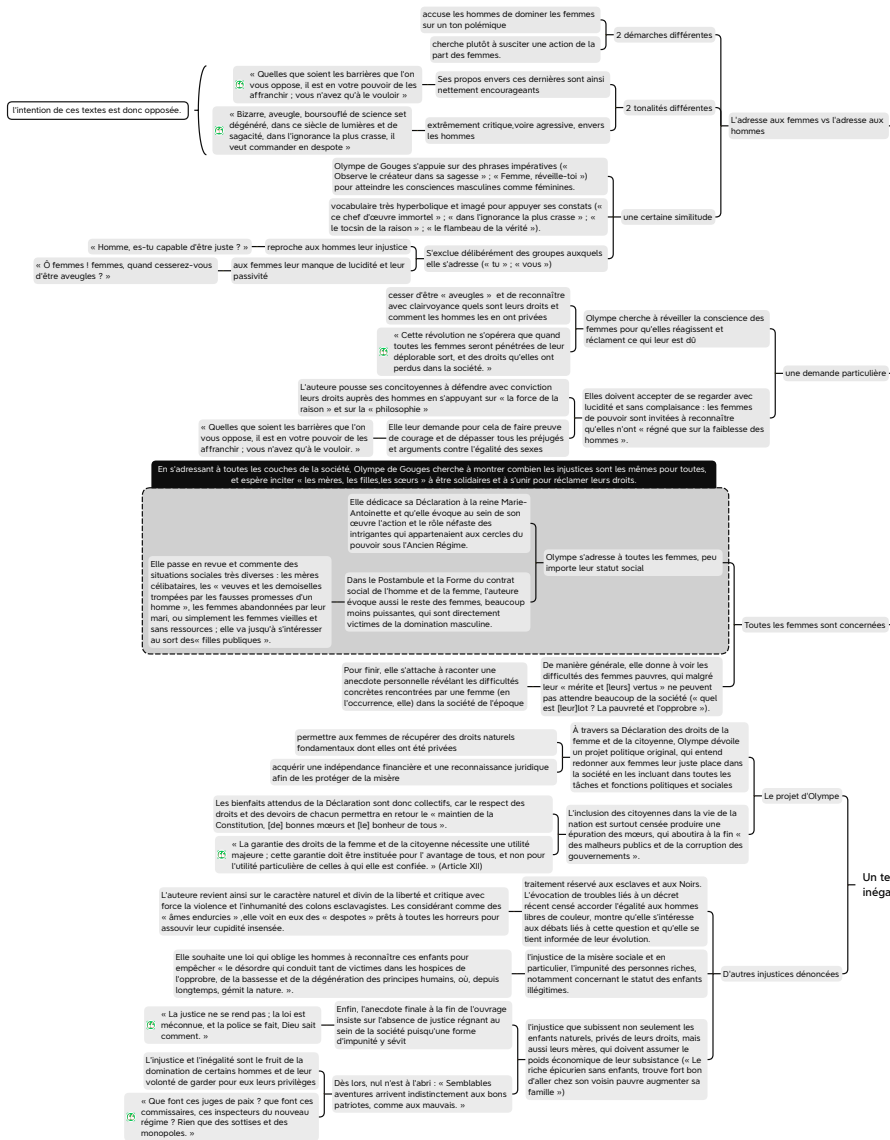 accuse les hommes de dominer les femmes
sur un ton polémique
2 démarches différentes
cherche plutôt à susciter une action de la
part des femmes.
« Quelles que soient les barrières que l'on
vous oppose, il est en votre pouvoir de les
affranchir ; vous n'avez qu'à le vouloir »
Ses propos envers ces dernières sont ainsi
nettement encourageants
l'intention de ces textes est donc opposée.
2 tonalités différentes
« Bizarre, aveugle, boursouflé de science set
dégénéré, dans ce siècle de lumières et de
sagacité, dans l'ignorance la plus crasse, il
veut commander en despote »
extrêmement critique,voire agressive, envers
les hommes
L'adresse aux femmes vs l'adresse aux
hommes
Olympe de Gouges s'appuie sur des phrases impératives («
Observe le créateur dans sa sagesse » ; « Femme, réveille-toi »)
pour atteindre les consciences masculines comme féminines.
vocabulaire très hyperbolique et imagé pour appuyer ses constats («
ce chef d'œuvre immortel » ; « dans l'ignorance la plus crasse » ; «
le tocsin de la raison » ; « le flambeau de la vérité »).
une certaine similitude
« Homme, es-tu capable d'être juste ? »
reproche aux hommes leur injustice
S'exclue délibérément des groupes auxquels
elle s'adresse (« tu » ; « vous »)
« Ô femmes ! femmes, quand cesserez-vous
d'être aveugles ? »
aux femmes leur manque de lucidité et leur
passivité
cesser d'être « aveugles » et de reconnaître
avec clairvoyance quels sont leurs droits et
comment les hommes les en ont privées
Olympe cherche à réveiller la conscience des
femmes pour qu'elles réagissent et
réclament ce qui leur est dû
« Cette révolution ne s'opérera que quand
toutes les femmes seront pénétrées de leur
déplorable sort, et des droits qu'elles ont
perdus dans la société. »
une demande particulière
L'auteure pousse ses concitoyennes à défendre avec conviction
leurs droits auprès des hommes en s'appuyant sur « la force de la
raison » et sur la « philosophie »
Elles doivent accepter de se regarder avec
lucidité et sans complaisance : les femmes
de pouvoir sont invitées à reconnaître
qu'elles n'ont « régné que sur la faiblesse des
hommes ».
« Quelles que soient les barrières que l'on
vous oppose, il est en votre pouvoir de les
affranchir ; vous n'avez qu'à le vouloir. »
Elle leur demande pour cela de faire preuve
de courage et de dépasser tous les préjugés
et arguments contre l'égalité des sexes
En s'adressant à toutes les couches de la société, Olympe de Gouges cherche à montrer combien les injustices sont les mêmes pour toutes,
et espère inciter « les mères, les filles,les sœurs » à être solidaires et à s'unir pour réclamer leurs droits.
Elle dédicace sa Déclaration à la reine Marie-
Antoinette et qu'elle évoque au sein de son
œuvre l'action et le rôle néfaste des
intrigantes qui appartenaient aux cercles du
pouvoir sous l'Ancien Régime.
Olympe s'adresse à toutes les femmes, peu
importe leur statut social
Elle passe en revue et commente des
situations sociales très diverses : les mères
célibataires, les « veuves et les demoiselles
trompées par les fausses promesses d'un
homme », les femmes abandonnées par leur
mari, ou simplement les femmes vieilles et
sans ressources ; elle va jusqu'à s'intéresser
au sort des« filles publiques ».
Dans le Postambule et la Forme du contrat
social de l'homme et de la femme, l'auteure
évoque aussi le reste des femmes, beaucoup
moins puissantes, qui sont directement
victimes de la domination masculine.
Toutes les femmes sont concernées
Pour finir, elle s'attache à raconter une
anecdote personnelle révélant les difficultés
concrètes rencontrées par une femme (en
l'occurrence, elle) dans la société de l'époque
De manière générale, elle donne à voir les
difficultés des femmes pauvres, qui malgré
leur « mérite et [leurs] vertus » ne peuvent
pas attendre beaucoup de la société (« quel
est [leur]lot ? La pauvreté et l'opprobre »).
permettre aux femmes de récupérer des droits naturels
fondamentaux dont elles ont été privées
À travers sa Déclaration des droits de la
femme et de la citoyenne, Olympe dévoile
un projet politique original, qui entend
redonner aux femmes leur juste place dans
la société en les incluant dans toutes les
tâches et fonctions politiques et sociales
acquérir une indépendance financière et une reconnaissance juridique
afin de les protéger de la misère
Le projet d'Olympe
Les bienfaits attendus de la Déclaration sont donc collectifs, car le respect des
droits et des devoirs de chacun permettra en retour le « maintien de la
Constitution, [de] bonnes mœurs et [le] bonheur de tous ».
L'inclusion des citoyennes dans la vie de la
nation est surtout censée produire une
épuration des mœurs, qui aboutira à la fin «
des malheurs publics et de la corruption des
gouvernements ».
« La garantie des droits de la femme et de la citoyenne nécessite une utilité
majeure ; cette garantie doit être instituée pour l' avantage de tous, et non pour
l'utilité particulière de celles à qui elle est confiée. » (Article XII)
Un te
inéga
L'auteure revient ainsi sur le caractère naturel et divin de la liberté et critique avec
force la violence et l'inhumanité des colons esclavagistes. Les considérant comme des
« âmes endurcies » ,elle voit en eux des « despotes » prêts à toutes les horreurs pour
assouvir leur cupidité insensée.
traitement réservé aux esclaves et aux Noirs.
L'évocation de troubles liés à un décret
récent censé accorder l'égalité aux hommes
libres de couleur, montre qu'elle s'intéresse
aux débats liés à cette question et qu'elle se
tient informée de leur évolution.
Elle souhaite une loi qui oblige les hommes à reconnaître ces enfants pour
empêcher « le désordre qui conduit tant de victimes dans les hospices de
l'opprobre, de la bassesse et de la dégénération des principes humains, où, depuis
longtemps, gémit la nature. ».
l'injustice de la misère sociale et en
particulier, l'impunité des personnes riches,
notamment concernant le statut des enfants
illégitimes.
D'autres injustices dénoncées
« La justice ne se rend pas ; la loi est
méconnue, et la police se fait, Dieu sait
comment. »
Enfin, l'anecdote finale à la fin de l'ouvrage
insiste sur l'absence de justice régnant au
sein de la société puisqu'une forme
d'impunité y sévit
l'injustice que subissent non seulement les
enfants naturels, privés de leurs droits, mais
aussi leurs mères, qui doivent assumer le
poids économique de leur subsistance (« Le
riche épicurien sans enfants, trouve fort bon
d'aller chez son voisin pauvre augmenter sa
famille »)
L'injustice et l'inégalité sont le fruit de la
domination de certains hommes et de leur
volonté de garder pour eux leurs privilèges
Dès lors, nul n'est à l'abri : « Semblables
aventures arrivent indistinctement aux bons
patriotes, comme aux mauvais. »
« Que font ces juges de paix ? que font ces
commissaires, ces inspecteurs du nouveau
régime ? Rien que des sottises et des
monopoles. »